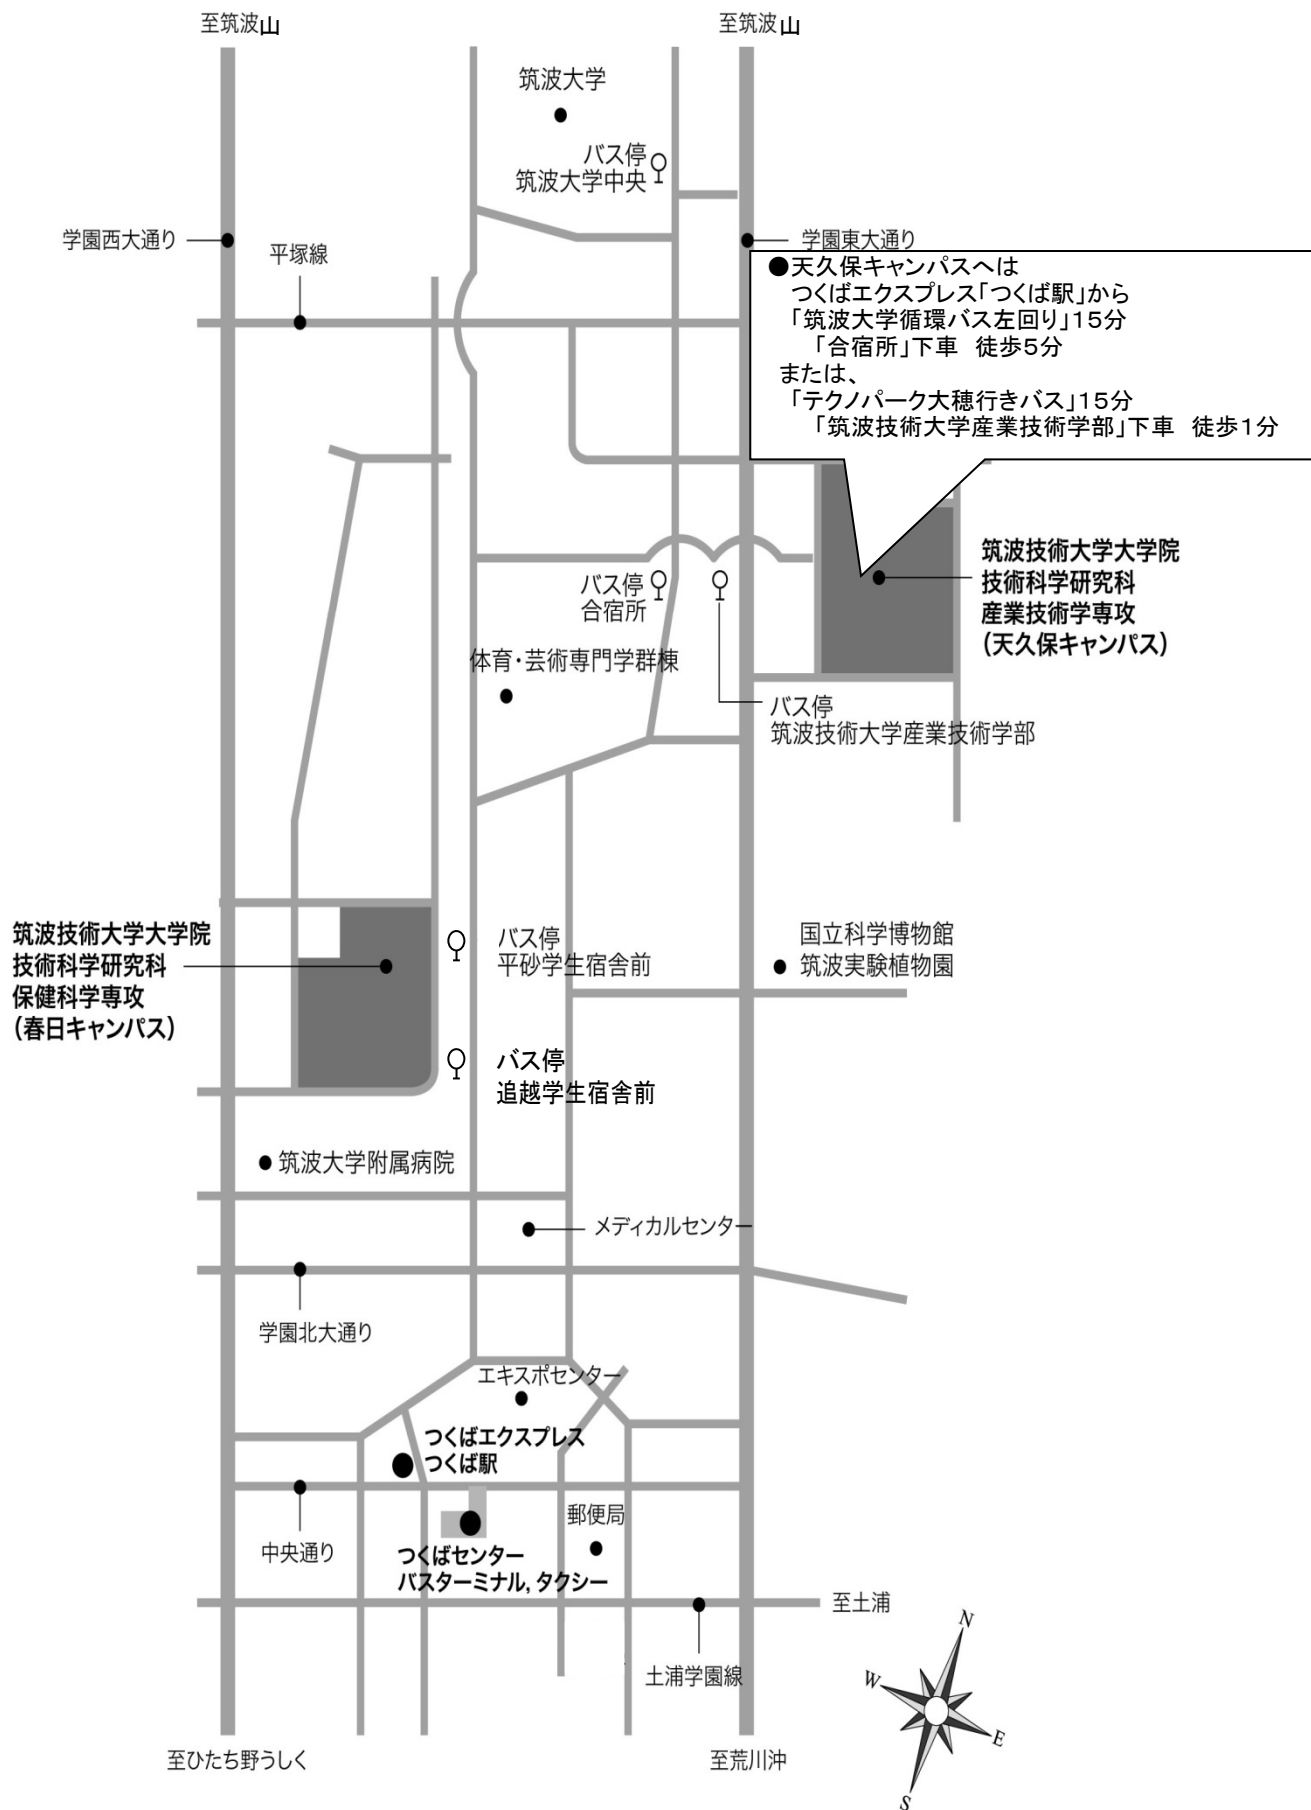 至筑波山
至筑波山
筑波大学
バス停
筑波大学中央
学園西大通り
学園東大通り
平塚線
●天久保キャンパスへは
つくばエクスプレス「つくば駅」から
「筑波大学循環バス左回り」15分
「合宿所」下車　徒歩5分
または、
「テクノパーク大穂行きバス」15分
「筑波技術大学産業技術学部」下車　徒歩1分
筑波技術大学大学院
技術科学研究科
産業技術学専攻
(天久保キャンパス)
バス停
合宿所
体育・芸術専門学群棟
バス停
筑波技術大学産業技術学部
筑波技術大学大学院
技術科学研究科
保健科学専攻
(春日キャンパス)
バス停
平砂学生宿舎前
国立科学博物館
筑波実験植物園
バス停
追越学生宿舎前
筑波大学附属病院
メディカルセンター
学園北大通り
エキスポセンター
つくばエクスプレス
つくば駅
郵便局
中央通り
つくばセンター
バスターミナル,タクシー
至土浦
土浦学園線
N
W
E
S
至ひたち野うしく
至荒川沖